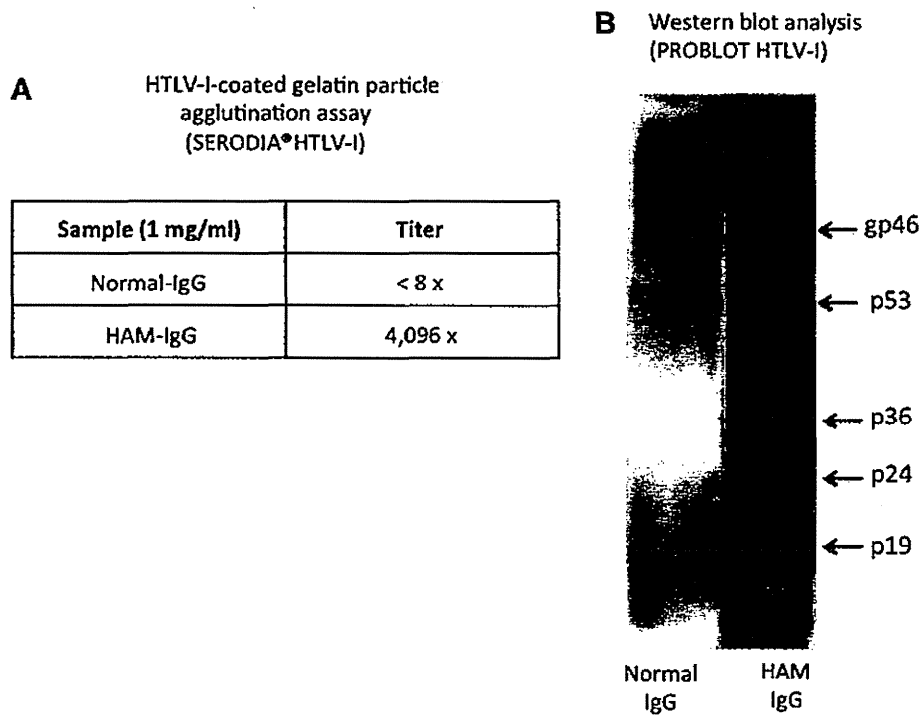 A
HTLV-I-coated gelatin particle
agglutination assay
(SERODIA®HTLV-I)
Sample (1 mg/ml) Titer
Normal-IgG < 8 x
HAM-IgG 4,096 x
B
Western blot analysis
(PROBLOT HTLV-I)
gp46
p53
p36
p24
p19
Normal
IgG
HAM
IgG